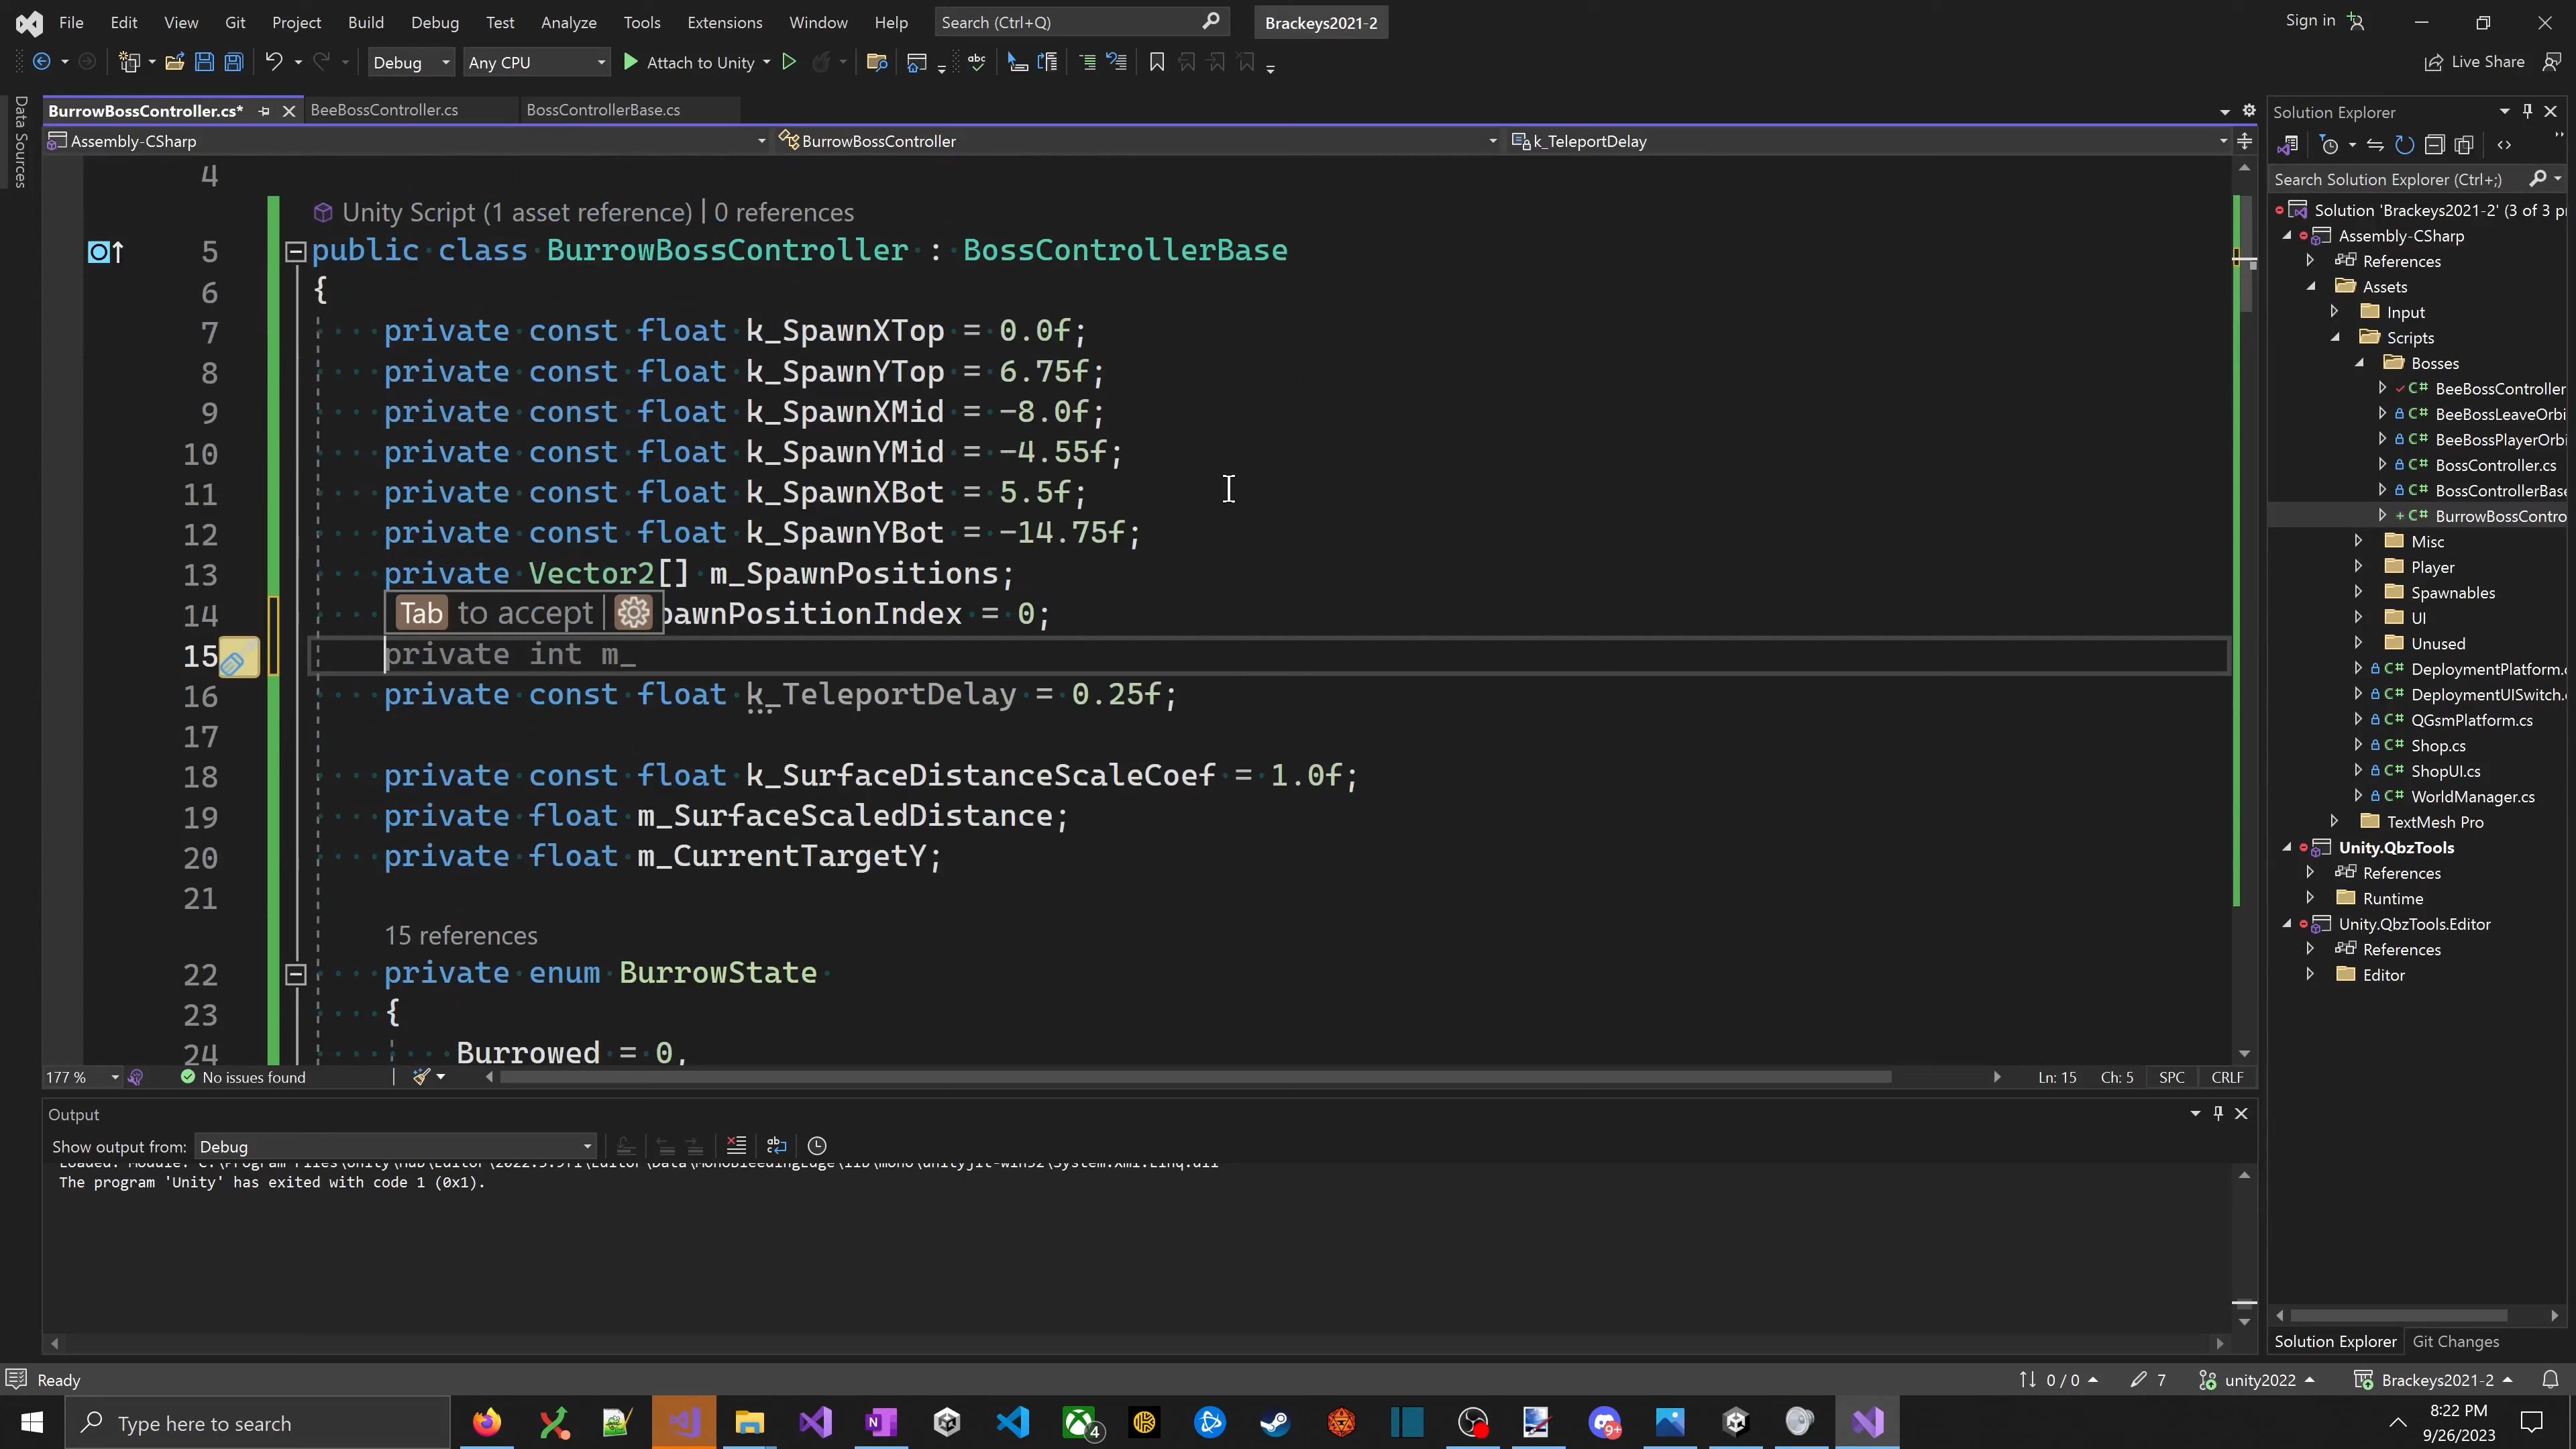 File Edit View Git Project Build Debug Test Analyze Tools Extensions Window Help Search (Ctrl+Q) Brackeys2021-2 Sign in
Debug Any CPU Attach to Unity Live Share
Data Sources
BurrowBossController.cs* BeeBossController.cs BossControllerBase.cs
Assembly-CSharp BurrowBossController k_TeleportDelay
4
Unity Script (1 asset reference) | 0 references
5 public class BurrowBossController : BossControllerBase
6 {
7 private const float k_SpawnXTop = 0.0f;
8 private const float k_SpawnYTop = 6.75f;
9 private const float k_SpawnXMid = -8.0f;
10 private const float k_SpawnYMid = -4.55f;
11 private const float k_SpawnXBot = 5.5f;
12 private const float k_SpawnYBot = -14.75f;
13 private Vector2[] m_SpawnPositions;
14 Tab to accept pawnPositionIndex = 0;
15 private int m_
16 private const float k_TeleportDelay = 0.25f;
17
18 private const float k_SurfaceDistanceScaleCoef = 1.0f;
19 private float m_SurfaceScaledDistance;
20 private float m_CurrentTargetY;
21
15 references
22 private enum BurrowState
23 {
24 Burrowed = 0,
177 % No issues found Ln: 15 Ch: 5 SPC CRLF
Output
Show output from: Debug
The program 'Unity' has exited with code 1 (0x1).
Solution Explorer
Search Solution Explorer (Ctrl+;)
Solution 'Brackeys2021-2' (3 of 3 p
Assembly-CSharp
References
Assets
Input
Scripts
Bosses
C# BeeBossController
C# BeeBossLeaveOrbi
C# BeeBossPlayerOrbi
C# BossController.cs
C# BossControllerBase
C# BurrowBossContro
Misc
Player
Spawnables
UI
Unused
C# DeploymentPlatform.c
C# DeploymentUISwitch.c
C# QGsmPlatform.cs
C# Shop.cs
C# ShopUI.cs
C# WorldManager.cs
TextMesh Pro
Unity.QbzTools
References
Runtime
Unity.QbzTools.Editor
References
Editor
Solution Explorer Git Changes
Ready 0 / 0 7 unity2022 Brackeys2021-2
Type here to search 4 9+ 8:22 PM
9/26/2023